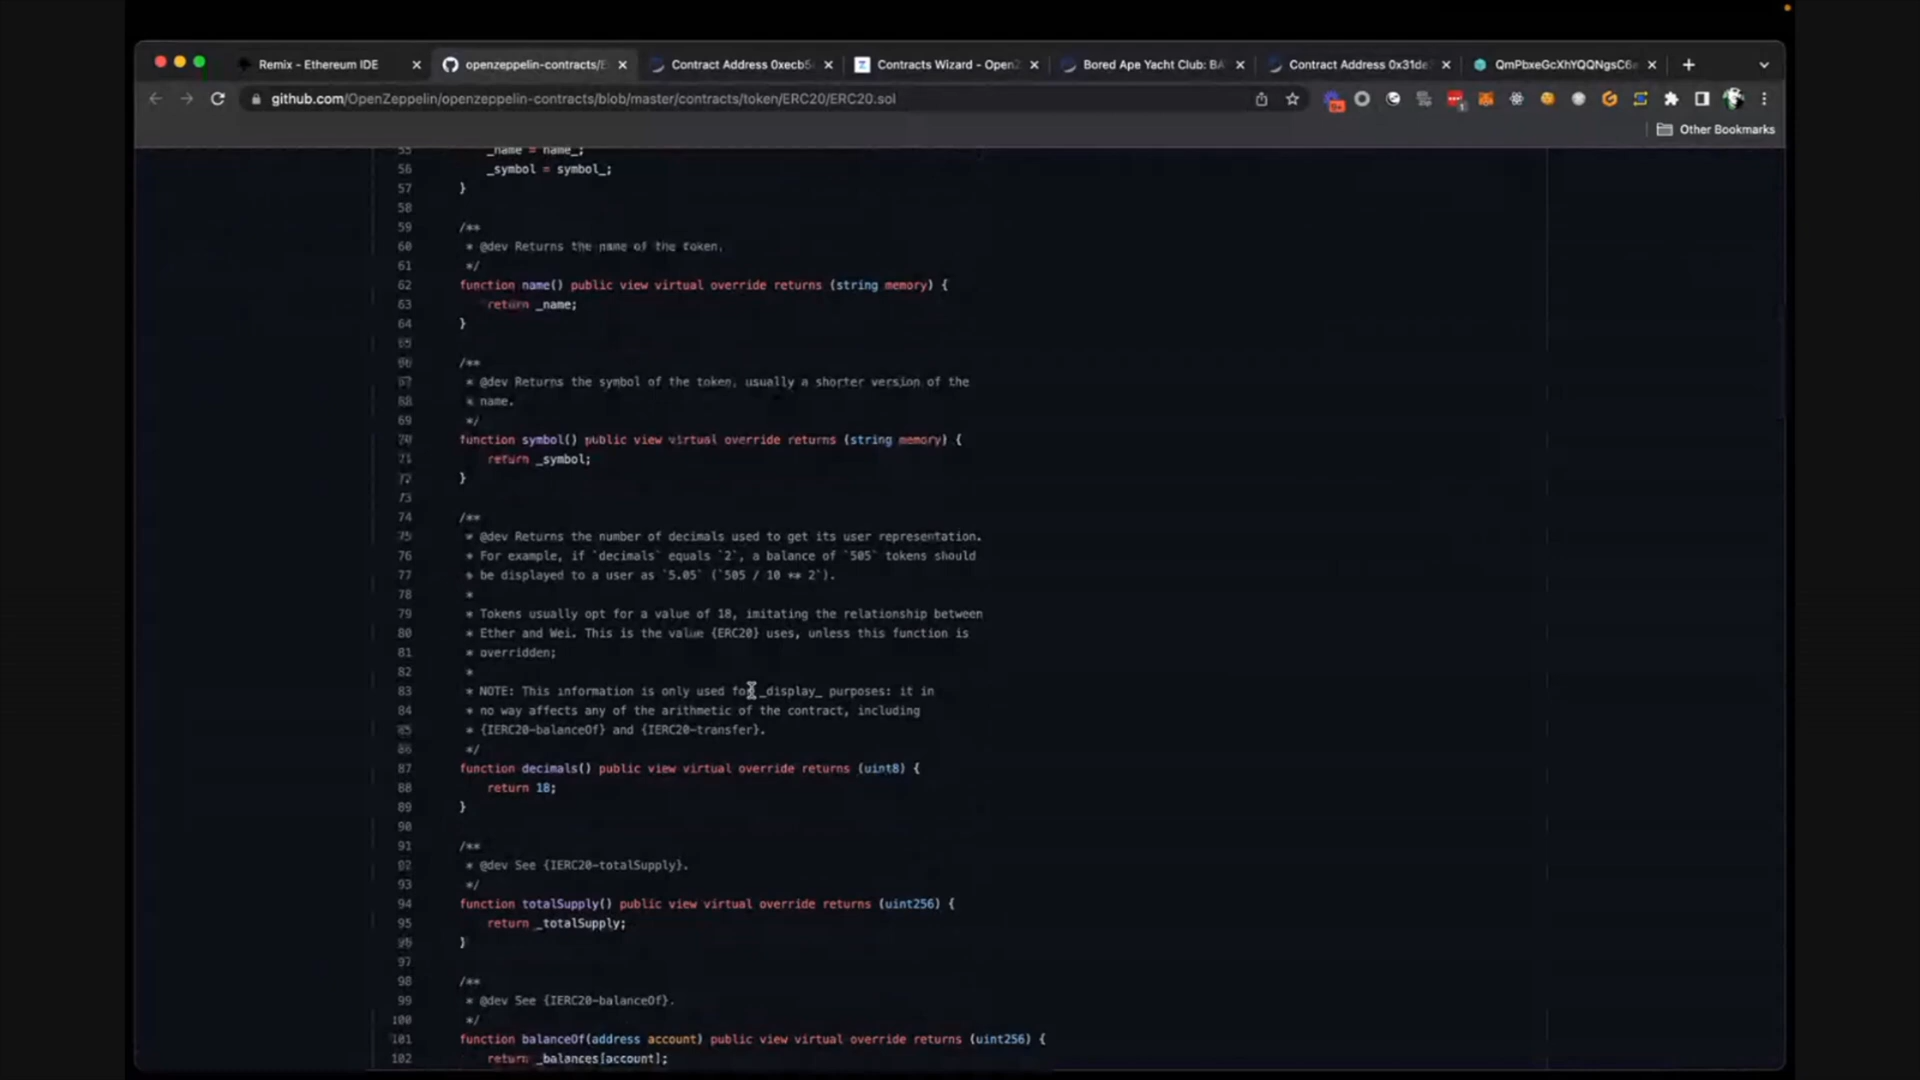 Remix - Ethereum IDE
openzeppelin-contracts/E
Contract Address 0xecb5
Contracts Wizard - OpenZ
Bored Ape Yacht Club: BA
Contract Address 0x31de
QmPbxeGcXhYQQNgsC6
github.com/OpenZeppelin/openzeppelin-contracts/blob/master/contracts/token/ERC20/ERC20.sol
Other Bookmarks
55 _name = name_;
56 _symbol = symbol_;
57 }
58
59 /**
60 * @dev Returns the name of the token.
61 */
62 function name() public view virtual override returns (string memory) {
63 return _name;
64 }
65
66 /**
67 * @dev Returns the symbol of the token, usually a shorter version of the
68 * name.
69 */
70 function symbol() public view virtual override returns (string memory) {
71 return _symbol;
72 }
73
74 /**
75 * @dev Returns the number of decimals used to get its user representation.
76 * For example, if `decimals` equals `2`, a balance of `505` tokens should
77 * be displayed to a user as `5.05` (`505 / 10 ** 2`).
78 *
79 * Tokens usually opt for a value of 18, imitating the relationship between
80 * Ether and Wei. This is the value {ERC20} uses, unless this function is
81 * overridden;
82 *
83 * NOTE: This information is only used for _display_ purposes: it in
84 * no way affects any of the arithmetic of the contract, including
85 * {IERC20-balanceOf} and {IERC20-transfer}.
86 */
87 function decimals() public view virtual override returns (uint8) {
88 return 18;
89 }
90
91 /**
92 * @dev See {IERC20-totalSupply}.
93 */
94 function totalSupply() public view virtual override returns (uint256) {
95 return _totalSupply;
96 }
97
98 /**
99 * @dev See {IERC20-balanceOf}.
100 */
101 function balanceOf(address account) public view virtual override returns (uint256) {
102 return _balances[account];